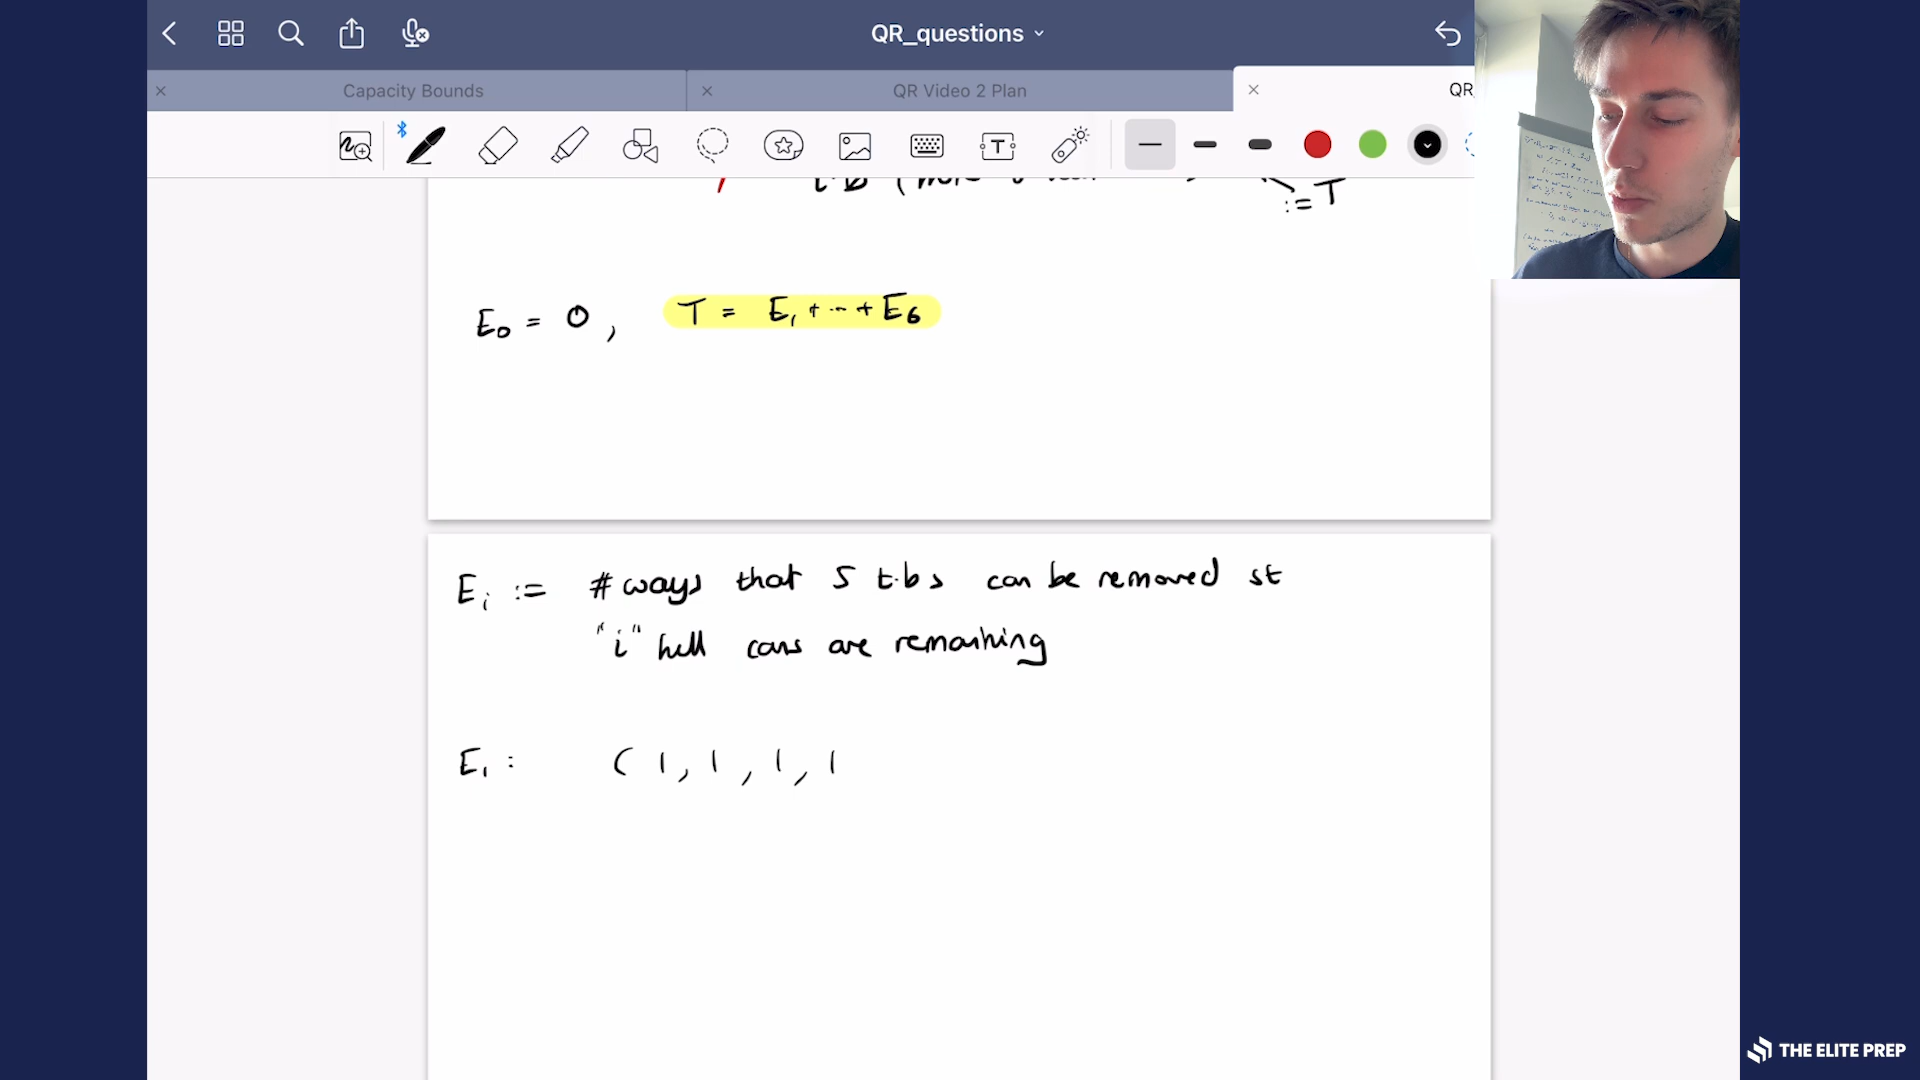 QR_questions
Capacity Bounds
QR Video 2 Plan
QR
:= T
E₀ = 0, T = E₁ + ... + E₆
Eᵢ := # ways that 5 t.bs can be removed st
"i" full cans are remaining
E₁ : ( 1, 1, 1, 1
THE ELITE PREP